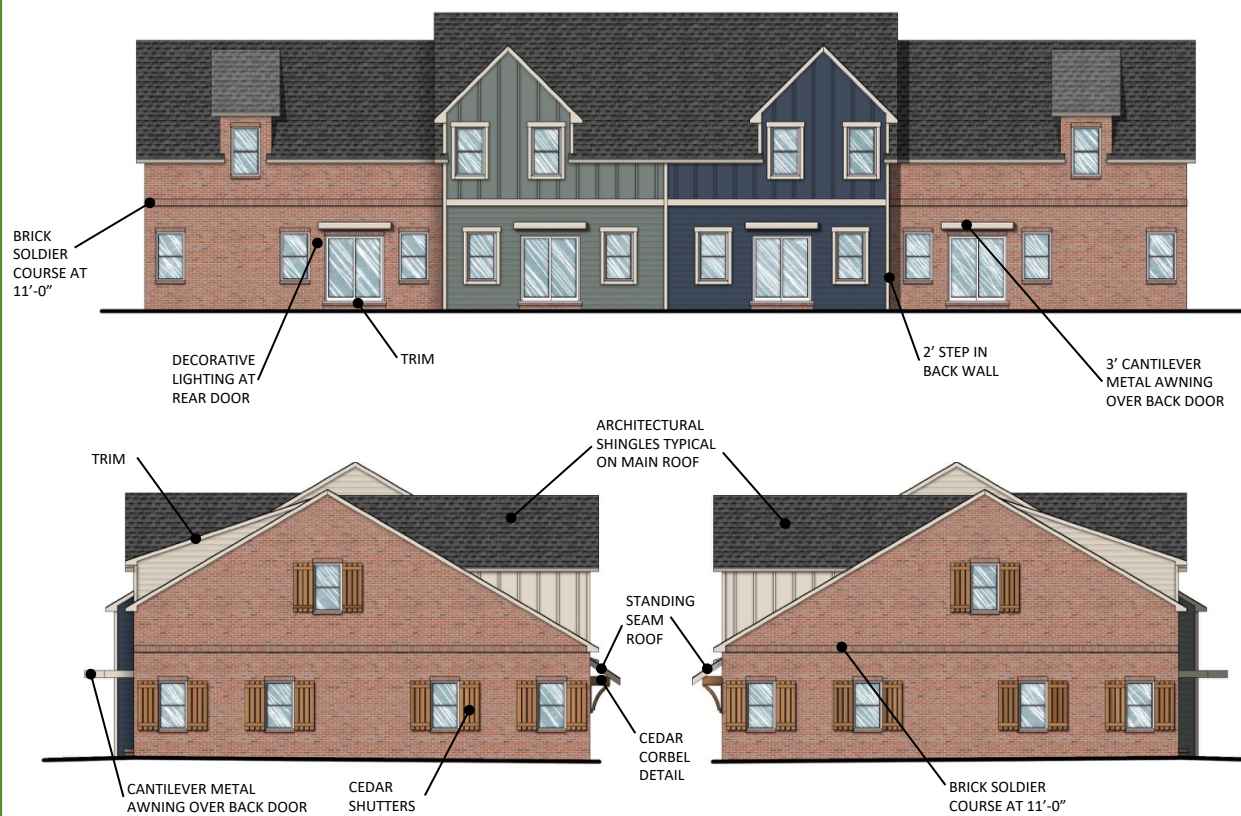 BRICK
SOLDIER
COURSE AT
11’-0”
DECORATIVE
LIGHTING AT
REAR DOOR
TRIM
2’ STEP IN
BACK WALL
3’ CANTILEVER
METAL AWNING
OVER BACK DOOR
TRIM
ARCHITECTURAL
SHINGLES TYPICAL
ON MAIN ROOF
STANDING
SEAM
ROOF
CEDAR
CORBEL
DETAIL
CANTILEVER METAL
AWNING OVER BACK DOOR
CEDAR
SHUTTERS
BRICK SOLDIER
COURSE AT 11’-0”